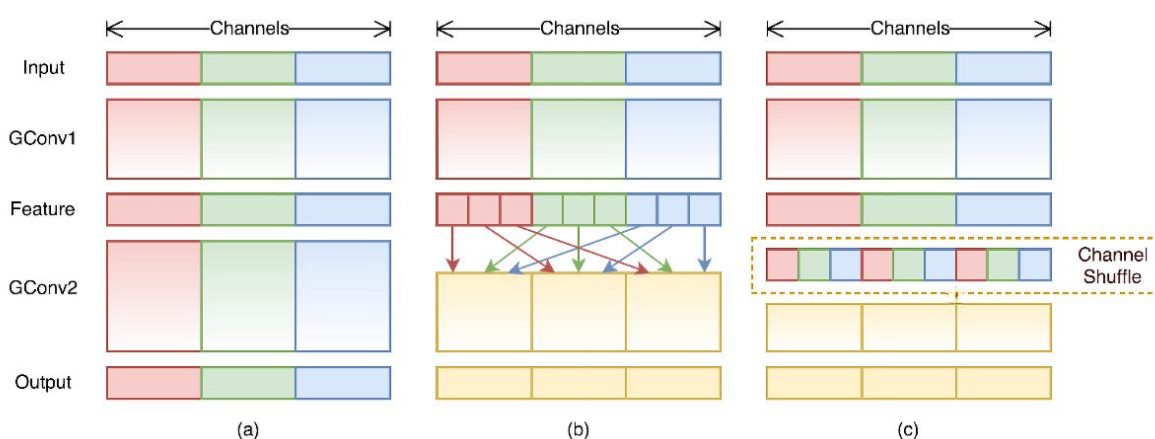 Channels
Channels
Channels
Input
GConv1
Feature
GConv2
Channel
Shuffle
Output
(a)
(b)
(c)